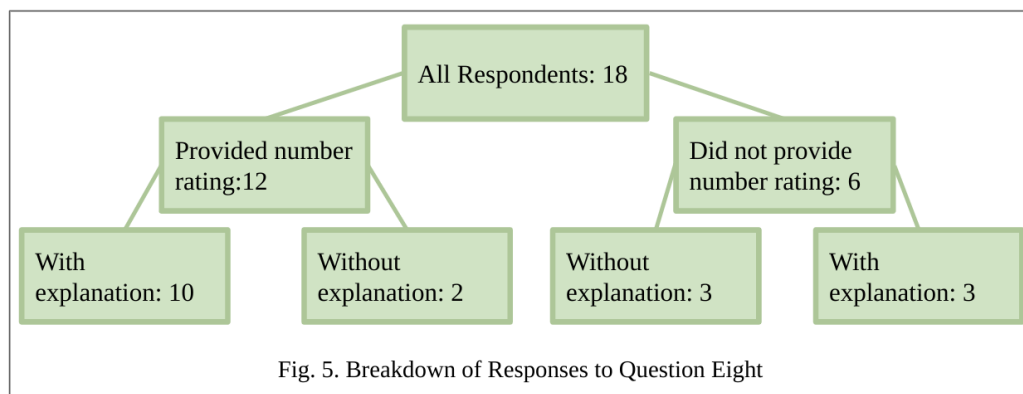 All Respondents: 18
Provided number
rating:12
Did not provide
number rating: 6
With
explanation: 10
Without
explanation: 2
Without
explanation: 3
With
explanation: 3
Fig. 5. Breakdown of Responses to Question Eight